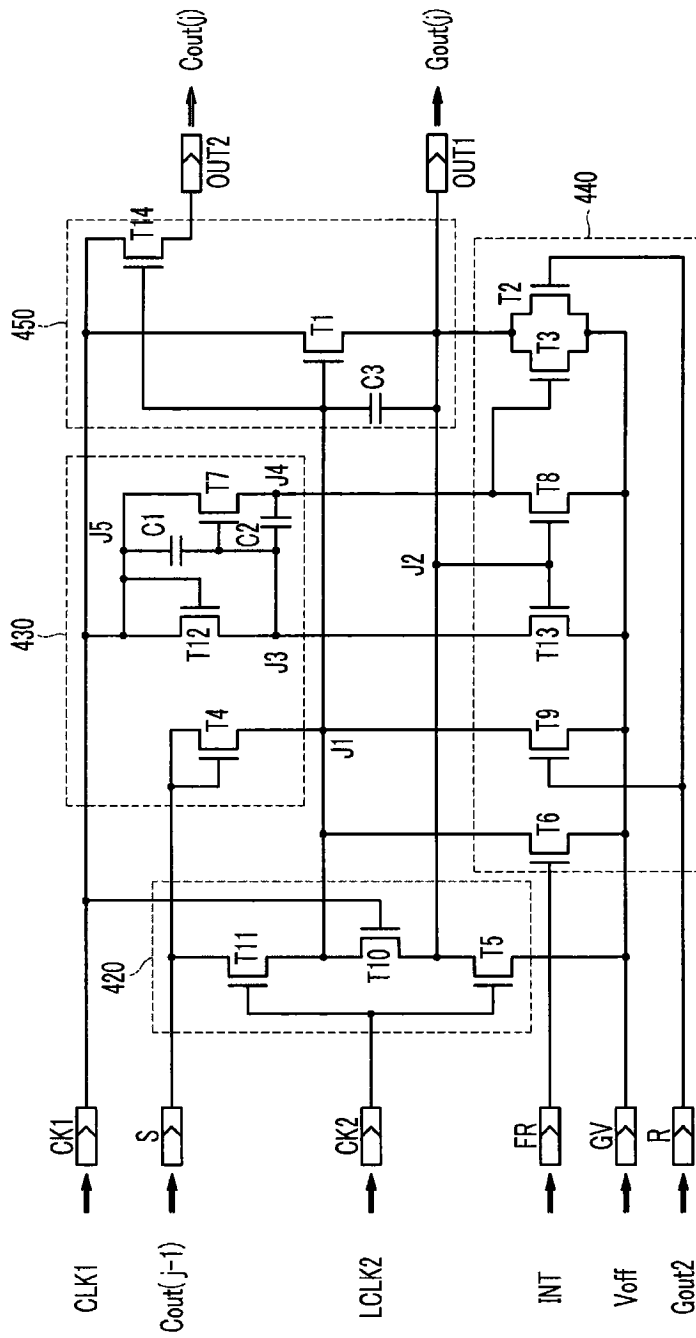 CLK1
CK1
Cout(j-1)
S
LCLK2
CK2
INT
FR
Voff
GV
Gout2
R
420
T11
T10
T5
430
T4
T12
J5
C1
T7
C2
J4
J3
J1
J2
450
T14
T1
C3
440
T6
T9
T13
T8
T3
T2
OUT2
Cout(j)
OUT1
Gout(j)